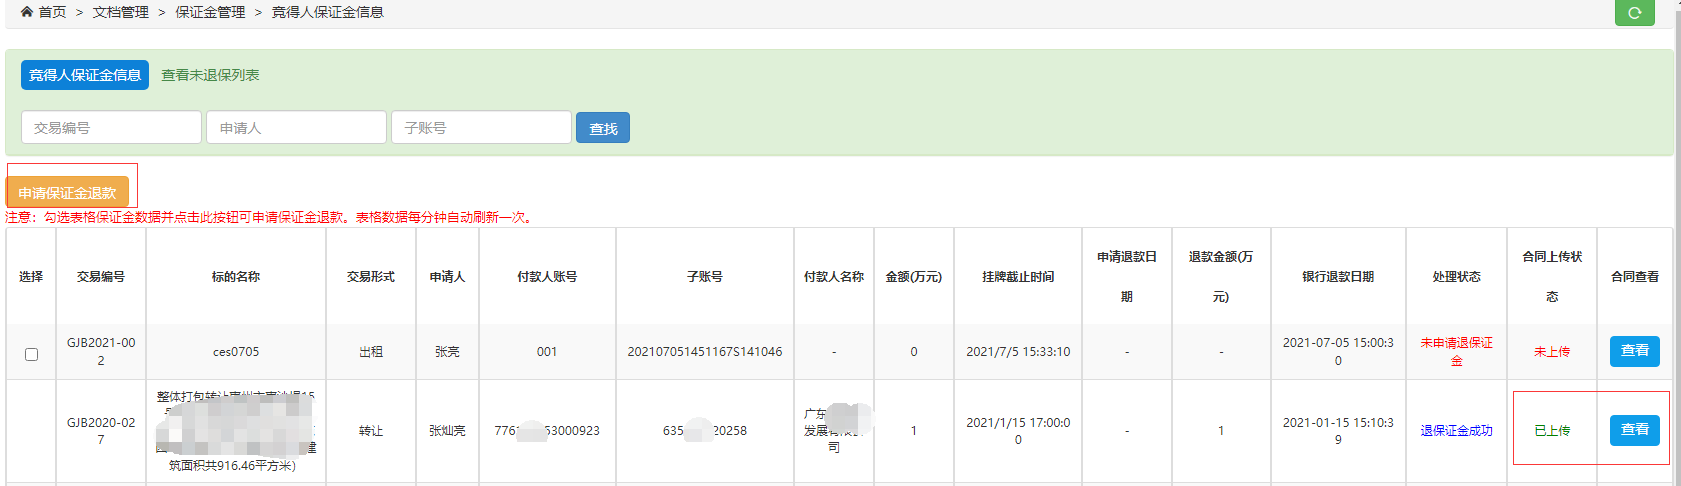 首页 > 文档管理 > 保证金管理 > 竞得人保证金信息
竞得人保证金信息 查看未退保列表
交易编号 申请人 子账号 查找
申请保证金退款
注意：勾选表格保证金数据并点击此按钮可申请保证金退款。表格数据每分钟自动刷新一次。
选择 交易编号 标的名称 交易形式 申请人 付款人账号 子账号 付款人名称 金额(万元) 挂牌截止时间 申请退款日期 退款金额(万元) 银行退款日期 处理状态 合同上传状态 合同查看
GJB2021-002 ces0705 出租 张亮 001 202107051451167S141046 - 0 2021/7/5 15:33:10 - - 2021-07-05 15:00:30 未申请退保证金 未上传 查看
GJB2020-027 整体打包转让 建筑面积共916.46平方米) 转让 张灿亮 776 53000923 635 20258 广东 发展有限公司 1 2021/1/15 17:00:00 - 1 2021-01-15 15:10:39 退保证金成功 已上传 查看